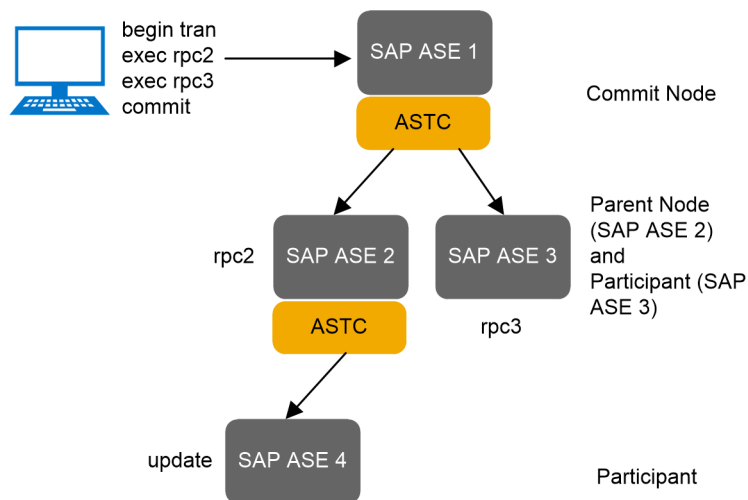 begin tran
exec rpc2
exec rpc3
commit
SAP ASE 1
Commit Node
ASTC
rpc2
SAP ASE 2
SAP ASE 3
Parent Node
(SAP ASE 2)
and
Participant (SAP
ASE 3)
ASTC
rpc3
update
SAP ASE 4
Participant